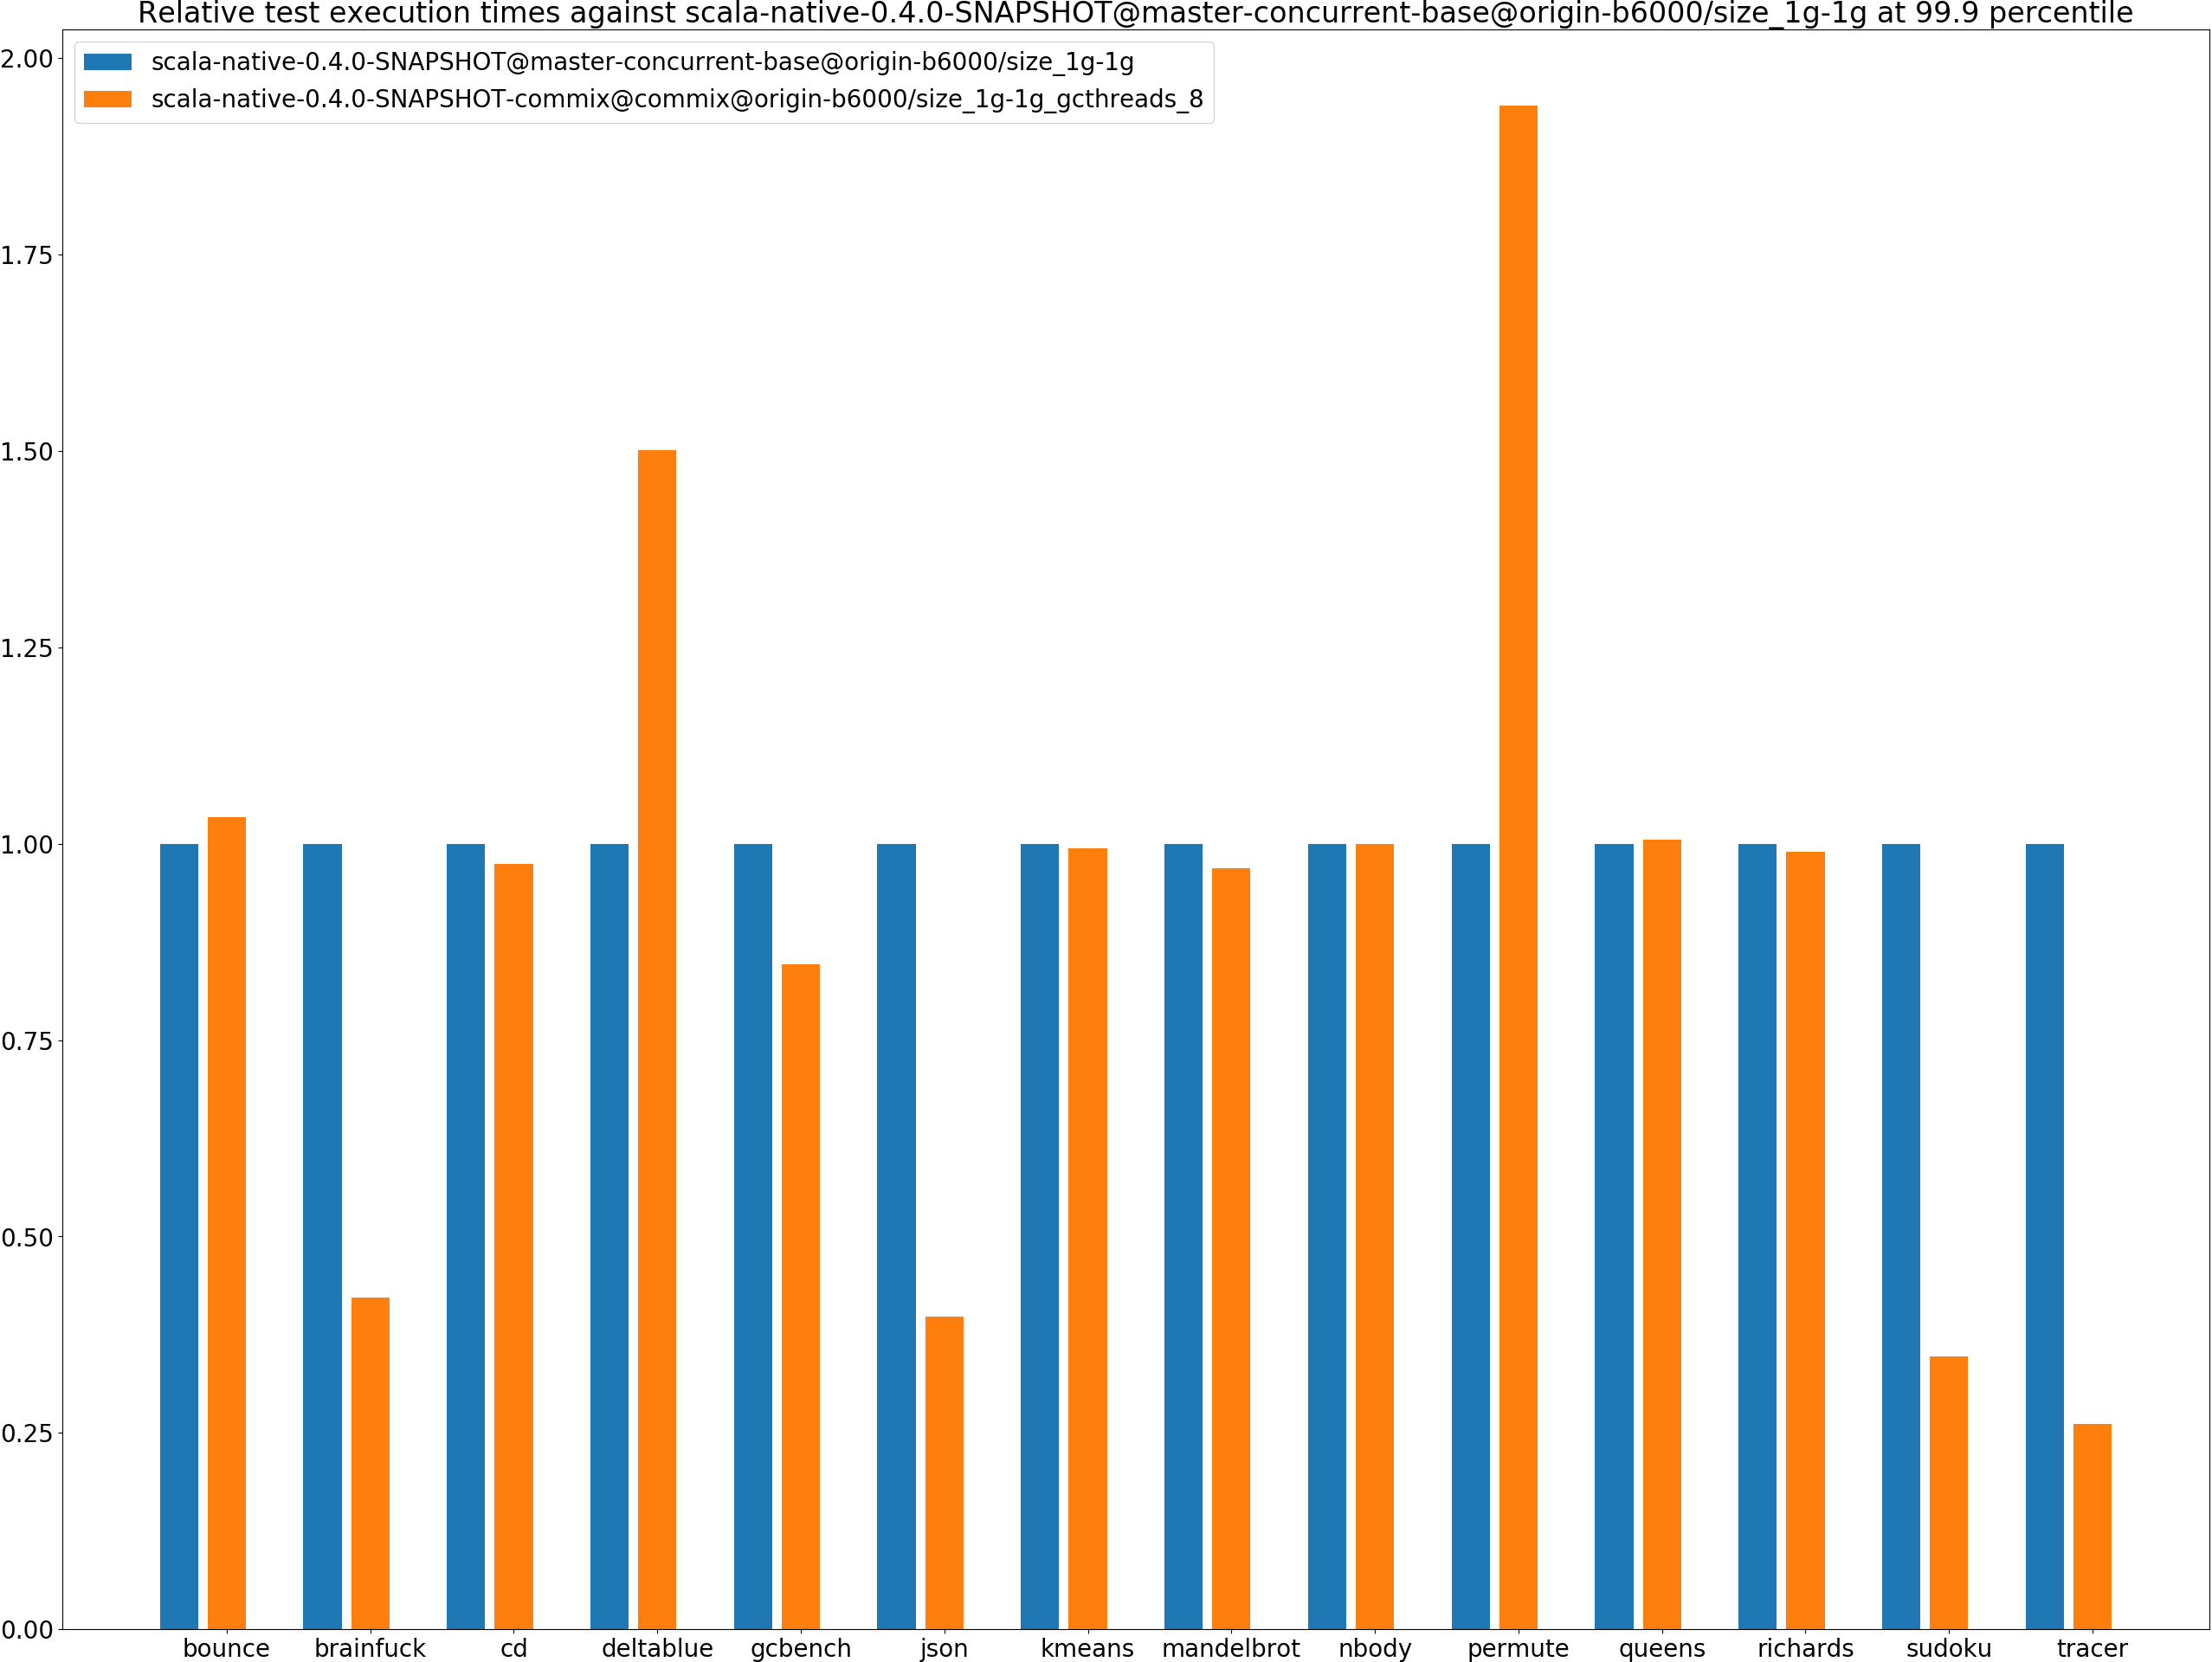 Relative test execution times against scala-native-0.4.0-SNAPSHOT@master-concurrent-base@origin-b6000/size_1g-1g at 99.9 percentile
scala-native-0.4.0-SNAPSHOT@master-concurrent-base@origin-b6000/size_1g-1g
scala-native-0.4.0-SNAPSHOT-commix@commix@origin-b6000/size_1g-1g_gcthreads_8
2.00
1.75
1.50
1.25
1.00
0.75
0.50
0.25
0.00
bounce brainfuck cd deltablue gcbench json kmeans mandelbrot nbody permute queens richards sudoku tracer